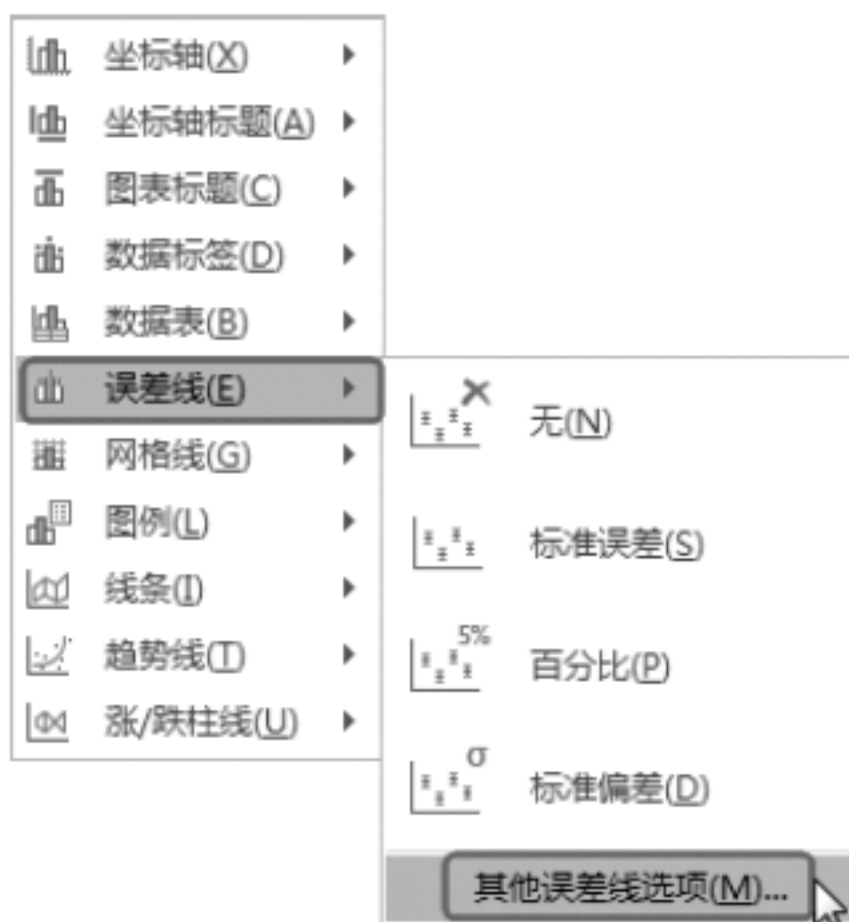 坐标轴(X)
坐标轴标题(A)
图表标题(C)
数据标签(D)
数据表(B)
误差线(E)
网格线(G)
图例(L)
线条(I)
趋势线(T)
涨/跌柱线(U)
无(N)
标准误差(S)
5%
百分比(P)
σ
标准偏差(D)
其他误差线选项(M)...